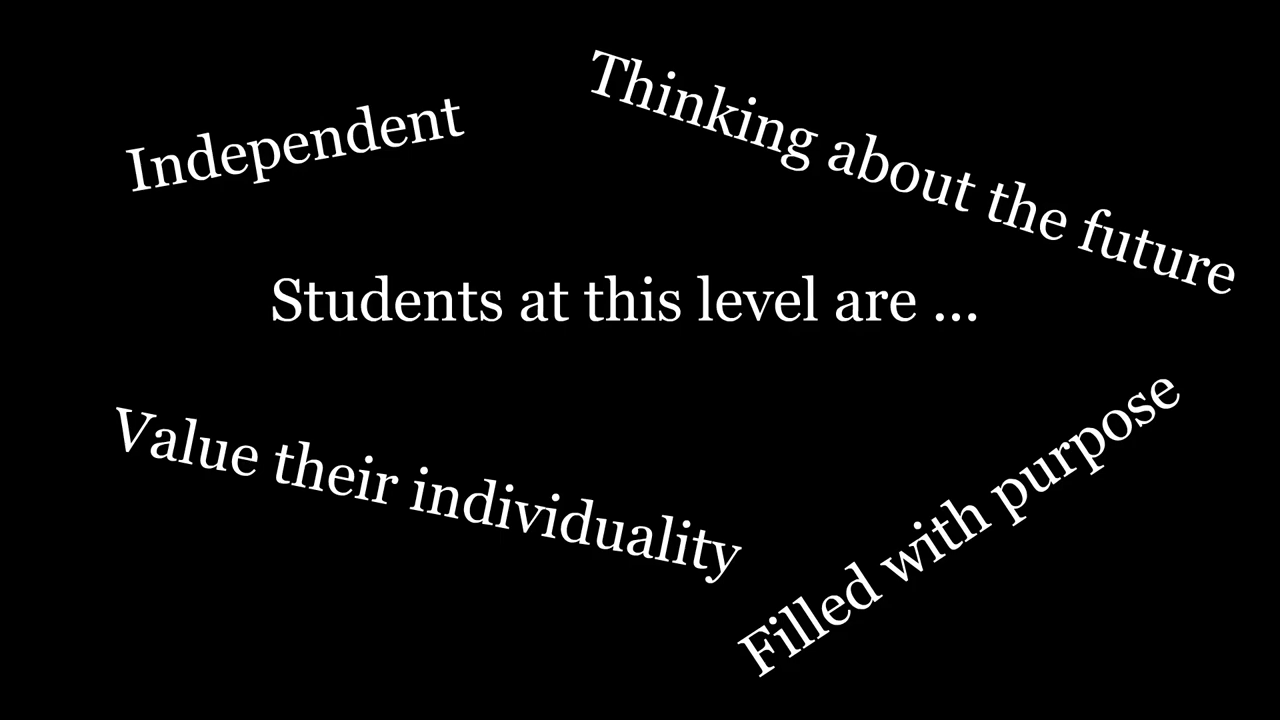 Independent
Thinking about the future
Students at this level are ...
Value their individuality
Filled with purpose